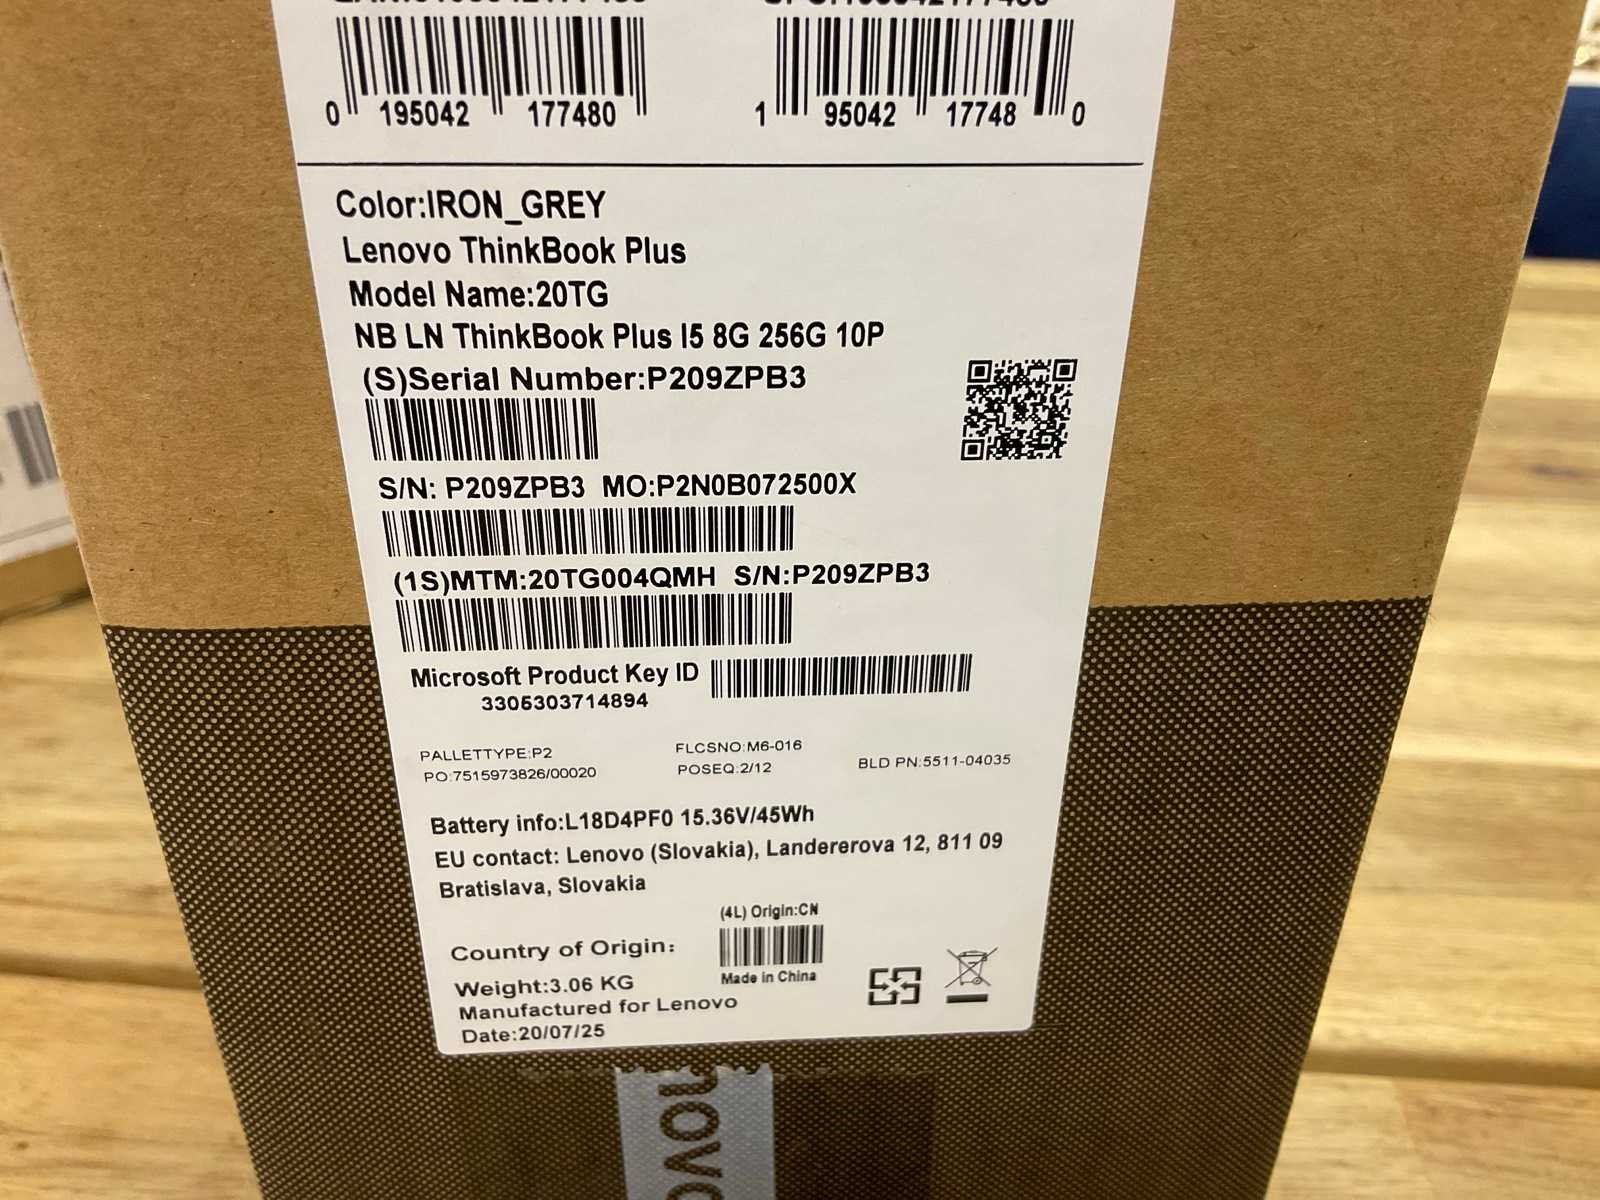 0 195042 177480
1 95042 17748 0
Color:IRON_GREY
Lenovo ThinkBook Plus
Model Name:20TG
NB LN ThinkBook Plus I5 8G 256G 10P
(S)Serial Number:P209ZPB3
S/N: P209ZPB3 MO:P2N0B072500X
(1S)MTM:20TG004QMH S/N:P209ZPB3
Microsoft Product Key ID
3305303714894
PALLETTYPE:P2
FLCSNO:M6-016
PO:7515973826/00020
POSEQ:2/12
BLD PN:5511-04035
Battery info:L18D4PF0 15.36V/45Wh
EU contact: Lenovo (Slovakia), Landererova 12, 811 09
Bratislava, Slovakia
(4L) Origin:CN
Country of Origin:
Made in China
Weight:3.06 KG
Manufactured for Lenovo
Date:20/07/25
novo